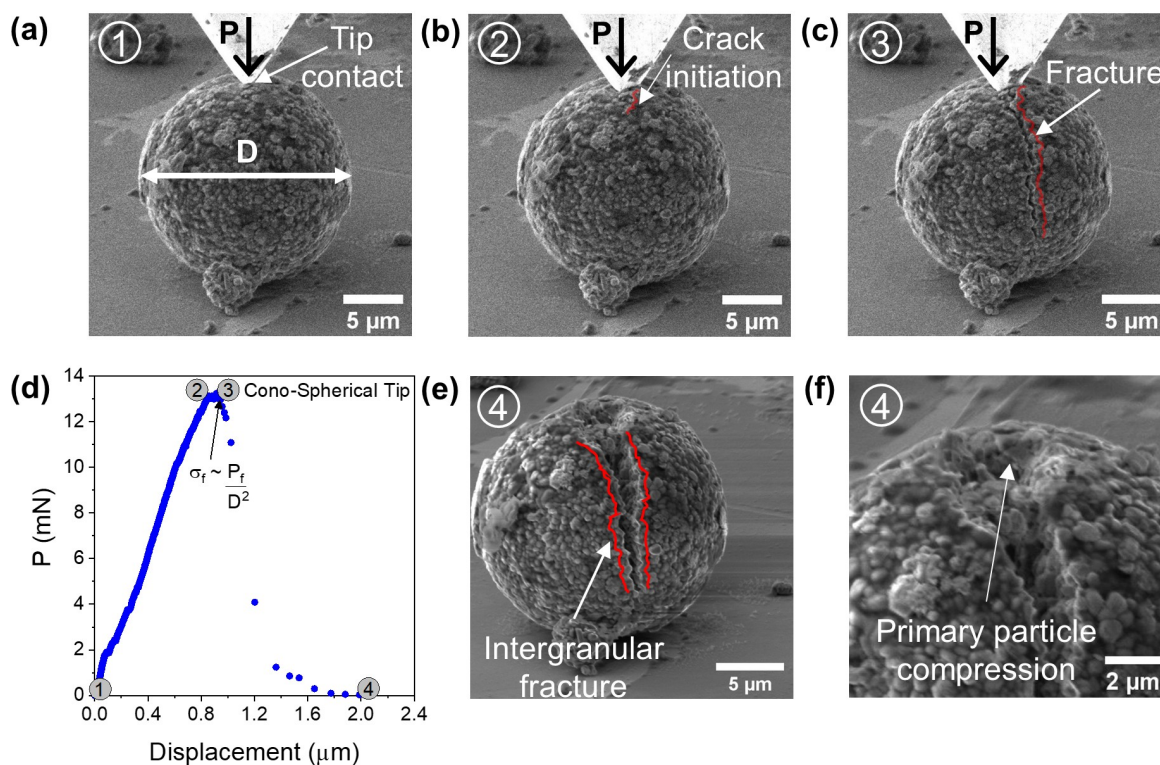 (a)
①
P
Tip
contact
D
5 µm
(b)
②
P
Crack
initiation
5 µm
(c)
③
P
Fracture
5 µm
(d)
14
12
10
8
6
4
2
0
P (mN)
② ③ Cono-Spherical Tip
σf ~ Pf
D²
①
④
0.0 0.4 0.8 1.2 1.6 2.0 2.4
Displacement (µm)
(e)
④
Intergranular
fracture
5 µm
(f)
④
Primary particle
compression
2 µm